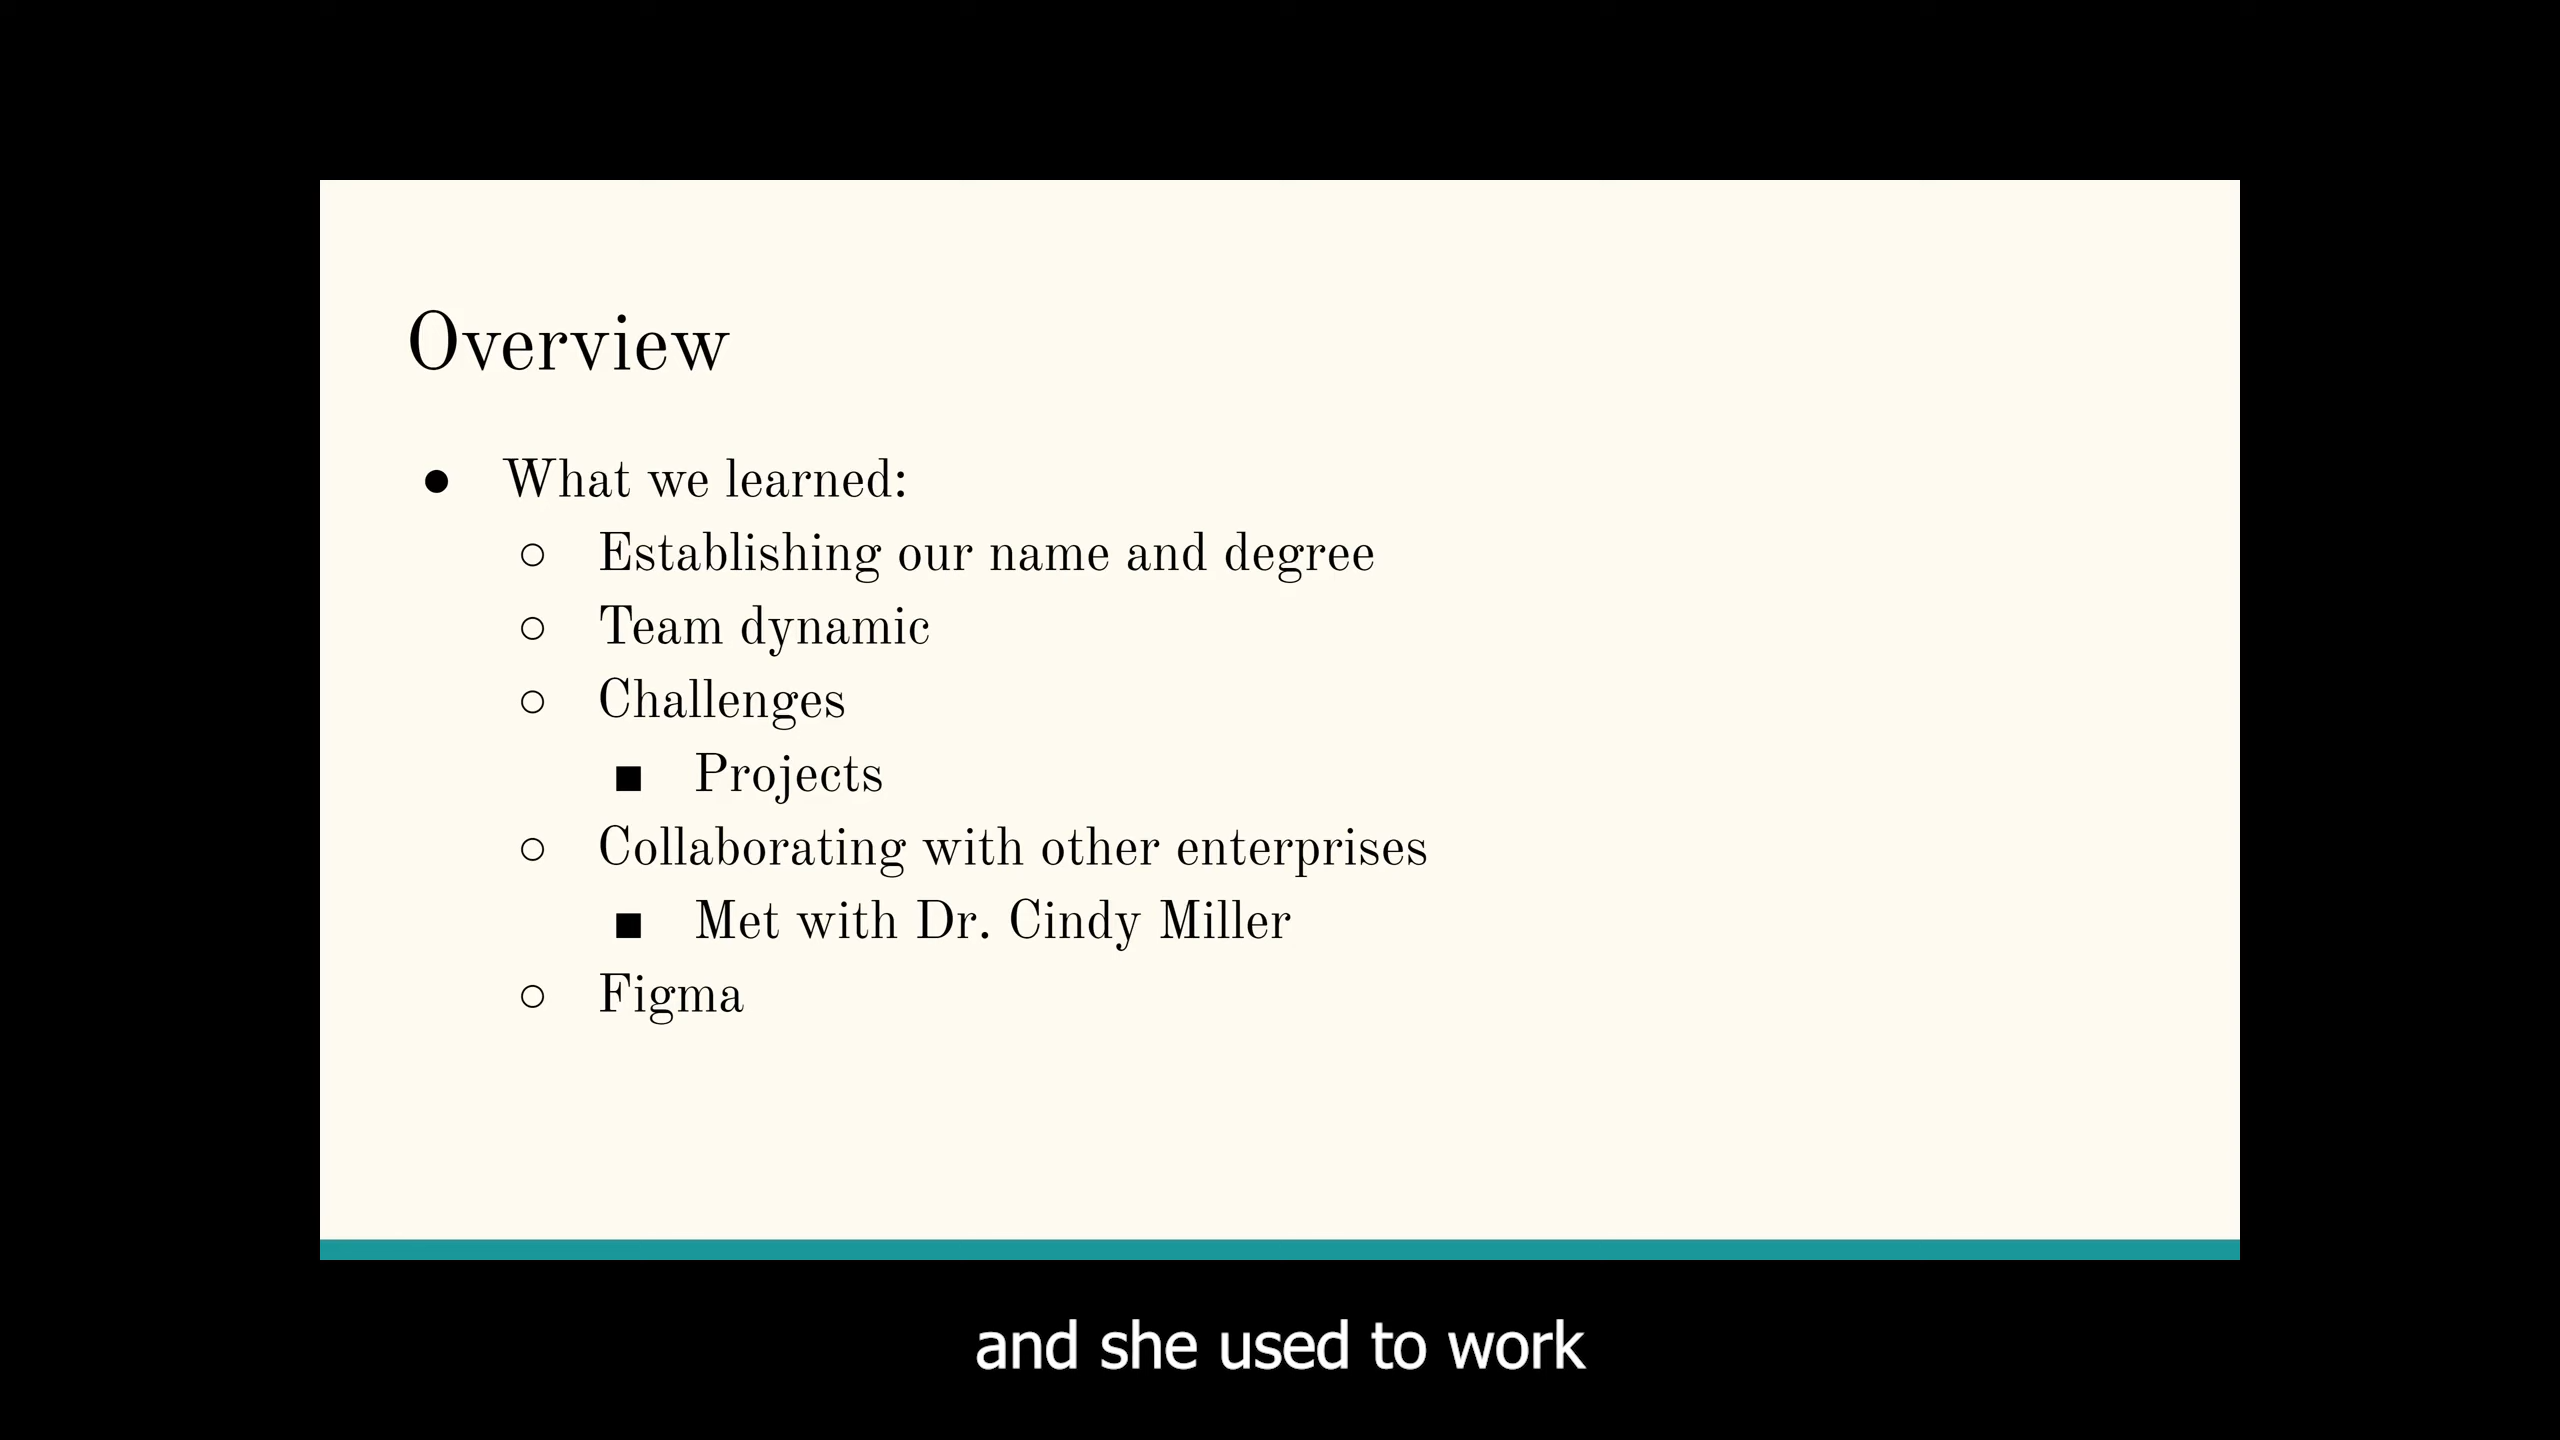 Overview
● What we learned:
○ Establishing our name and degree
○ Team dynamic
○ Challenges
■ Projects
○ Collaborating with other enterprises
■ Met with Dr. Cindy Miller
○ Figma
and she used to work